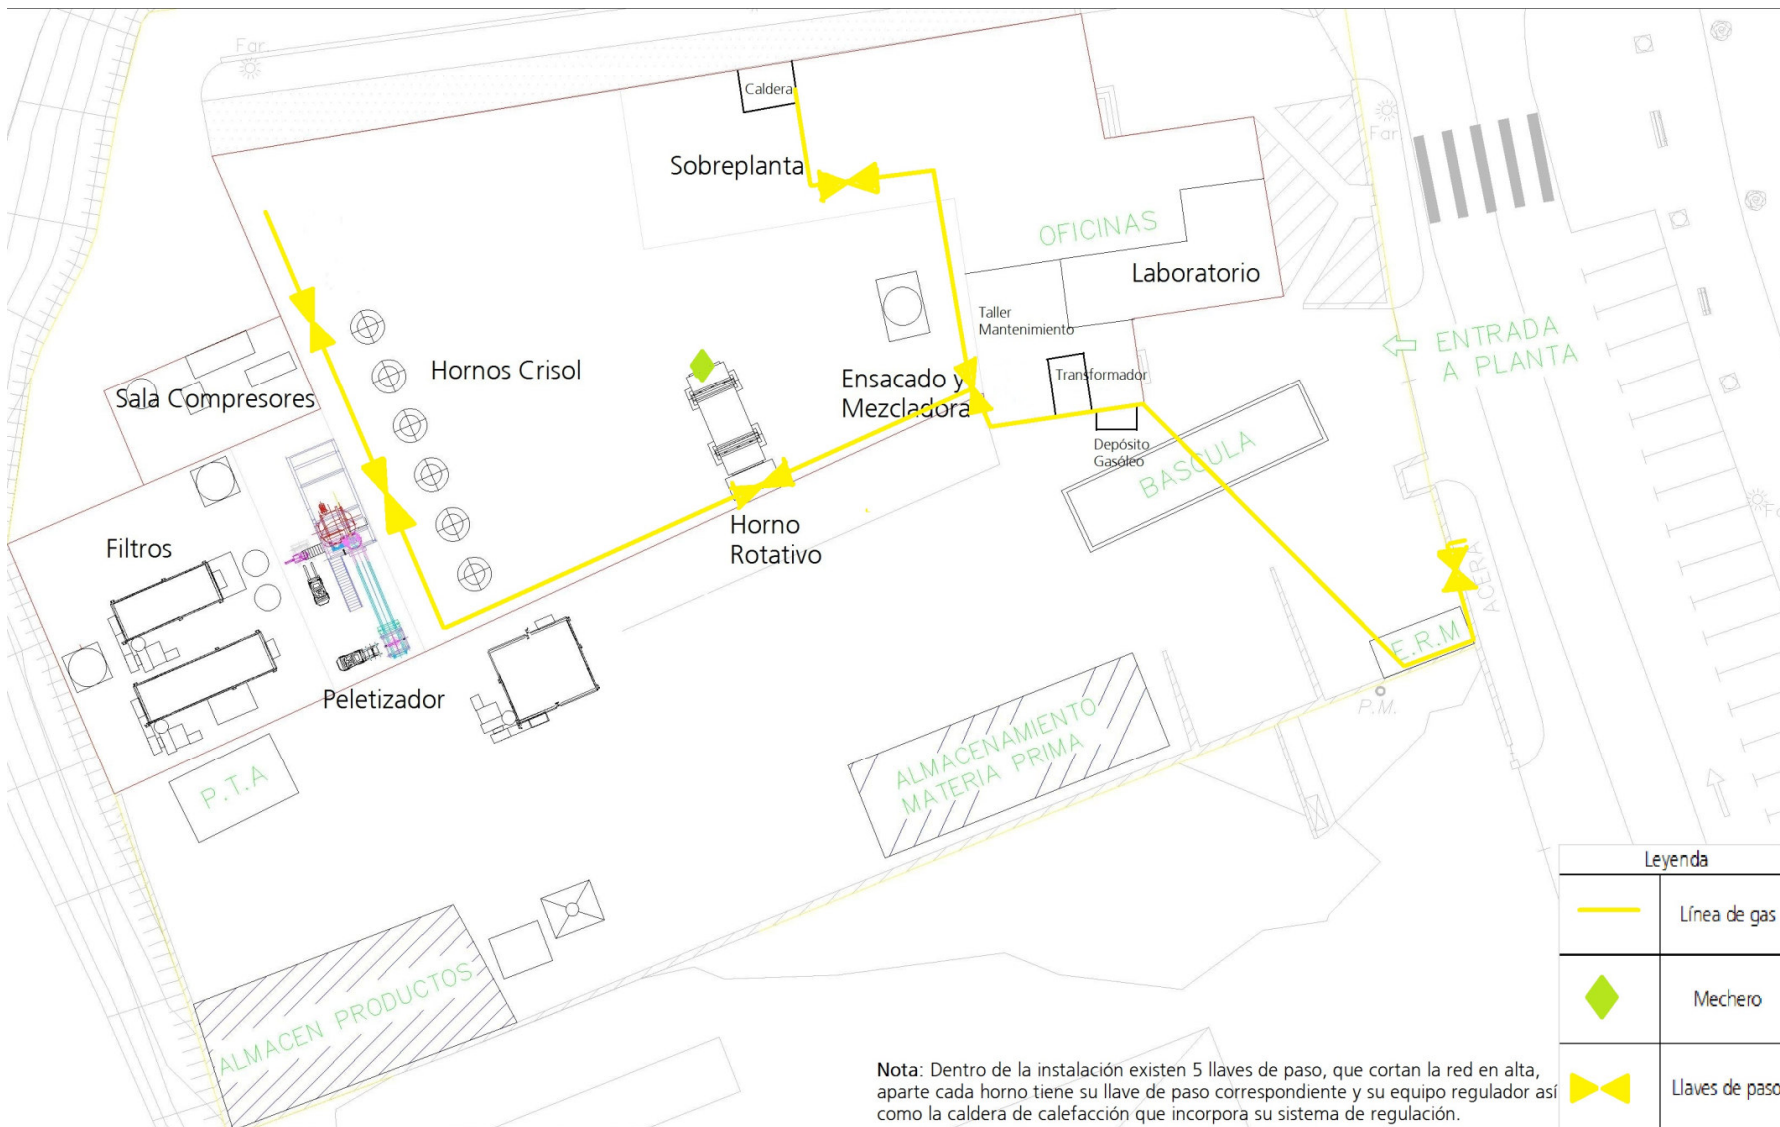 Far.
Caldera
Far
Sobreplanta
OFICINAS
Laboratorio
Taller
Mantenimiento
ENTRADA
A PLANTA
Hornos Crisol
Sala Compresores
Ensacado y
Mezcladora
Transformador
Depósito
Gasóleo
BASCULA
Horno
Rotativo
Filtros
ACERA
E.R.M
P.M.
Peletizador
ALMACENAMIENTO
MATERIA PRIMA
P.T.A
ALMACEN PRODUCTOS
Leyenda
Línea de gas
Mechero
Llaves de paso
Nota: Dentro de la instalación existen 5 llaves de paso, que cortan la red en alta,
aparte cada horno tiene su llave de paso correspondiente y su equipo regulador así
como la caldera de calefacción que incorpora su sistema de regulación.